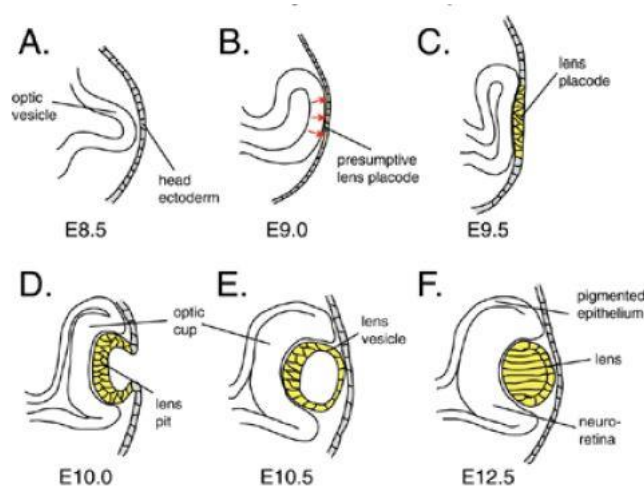 A.
B.
C.
optic
vesicle
head
ectoderm
presumptive
lens placode
lens
placode
E8.5
E9.0
E9.5
D.
E.
F.
optic
cup
lens
pit
lens
vesicle
pigmented
epithelium
lens
neuro-
retina
E10.0
E10.5
E12.5